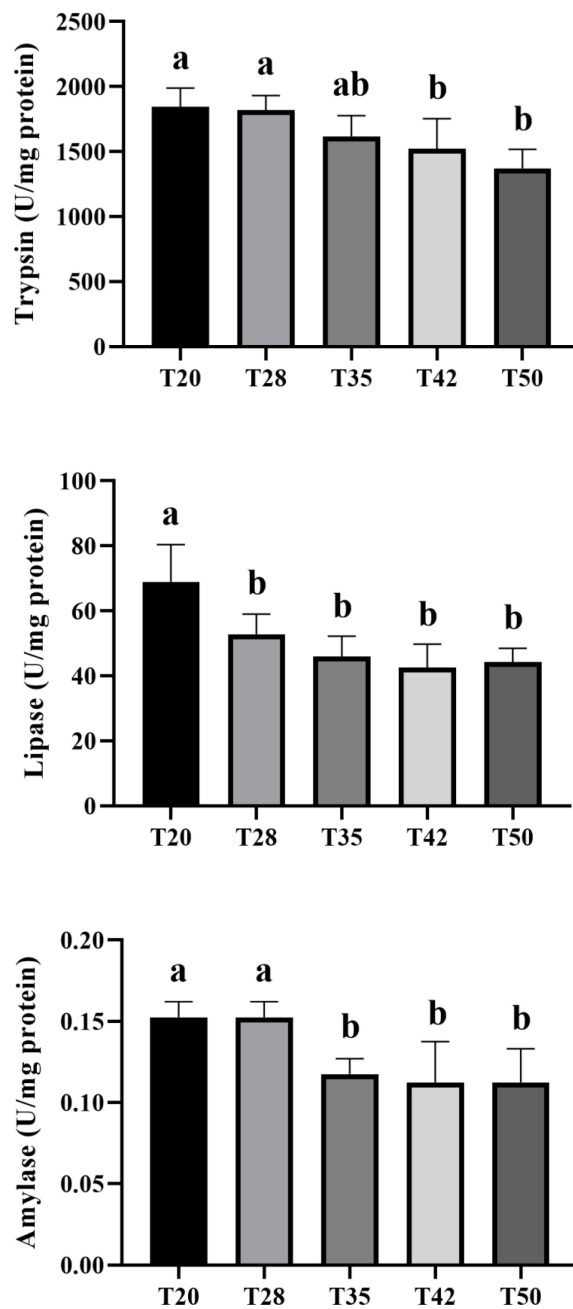 Trypsin (U/mg protein)
2500
2000
1500
1000
500
0
a
a
ab
b
b
T20 T28 T35 T42 T50
Lipase (U/mg protein)
100
80
60
40
20
0
a
b
b
b
b
T20 T28 T35 T42 T50
Amylase (U/mg protein)
0.20
0.15
0.10
0.05
0.00
a
a
b
b
b
T20 T28 T35 T42 T50